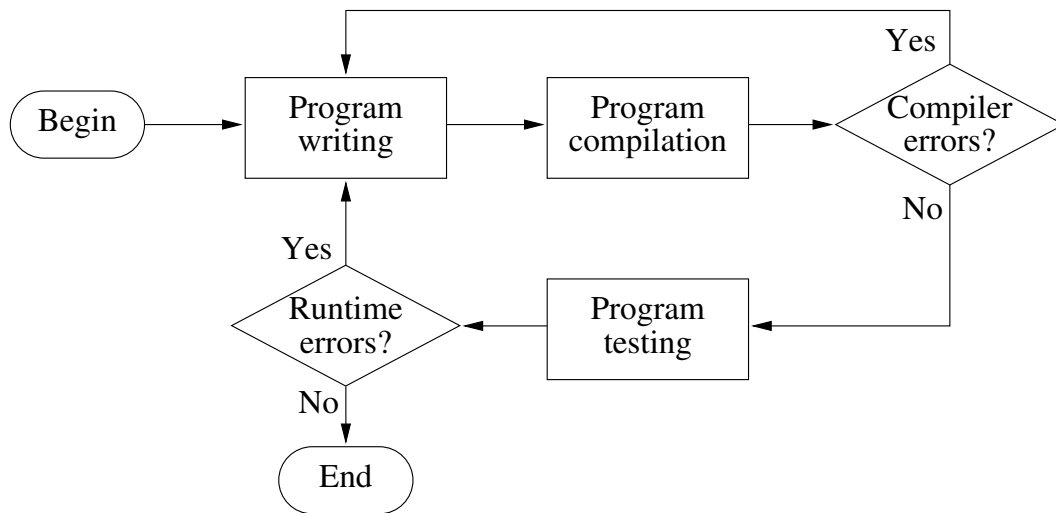 Yes
Begin
Program
writing
Program
compilation
Compiler
errors?
No
Yes
Runtime
errors?
Program
testing
No
End